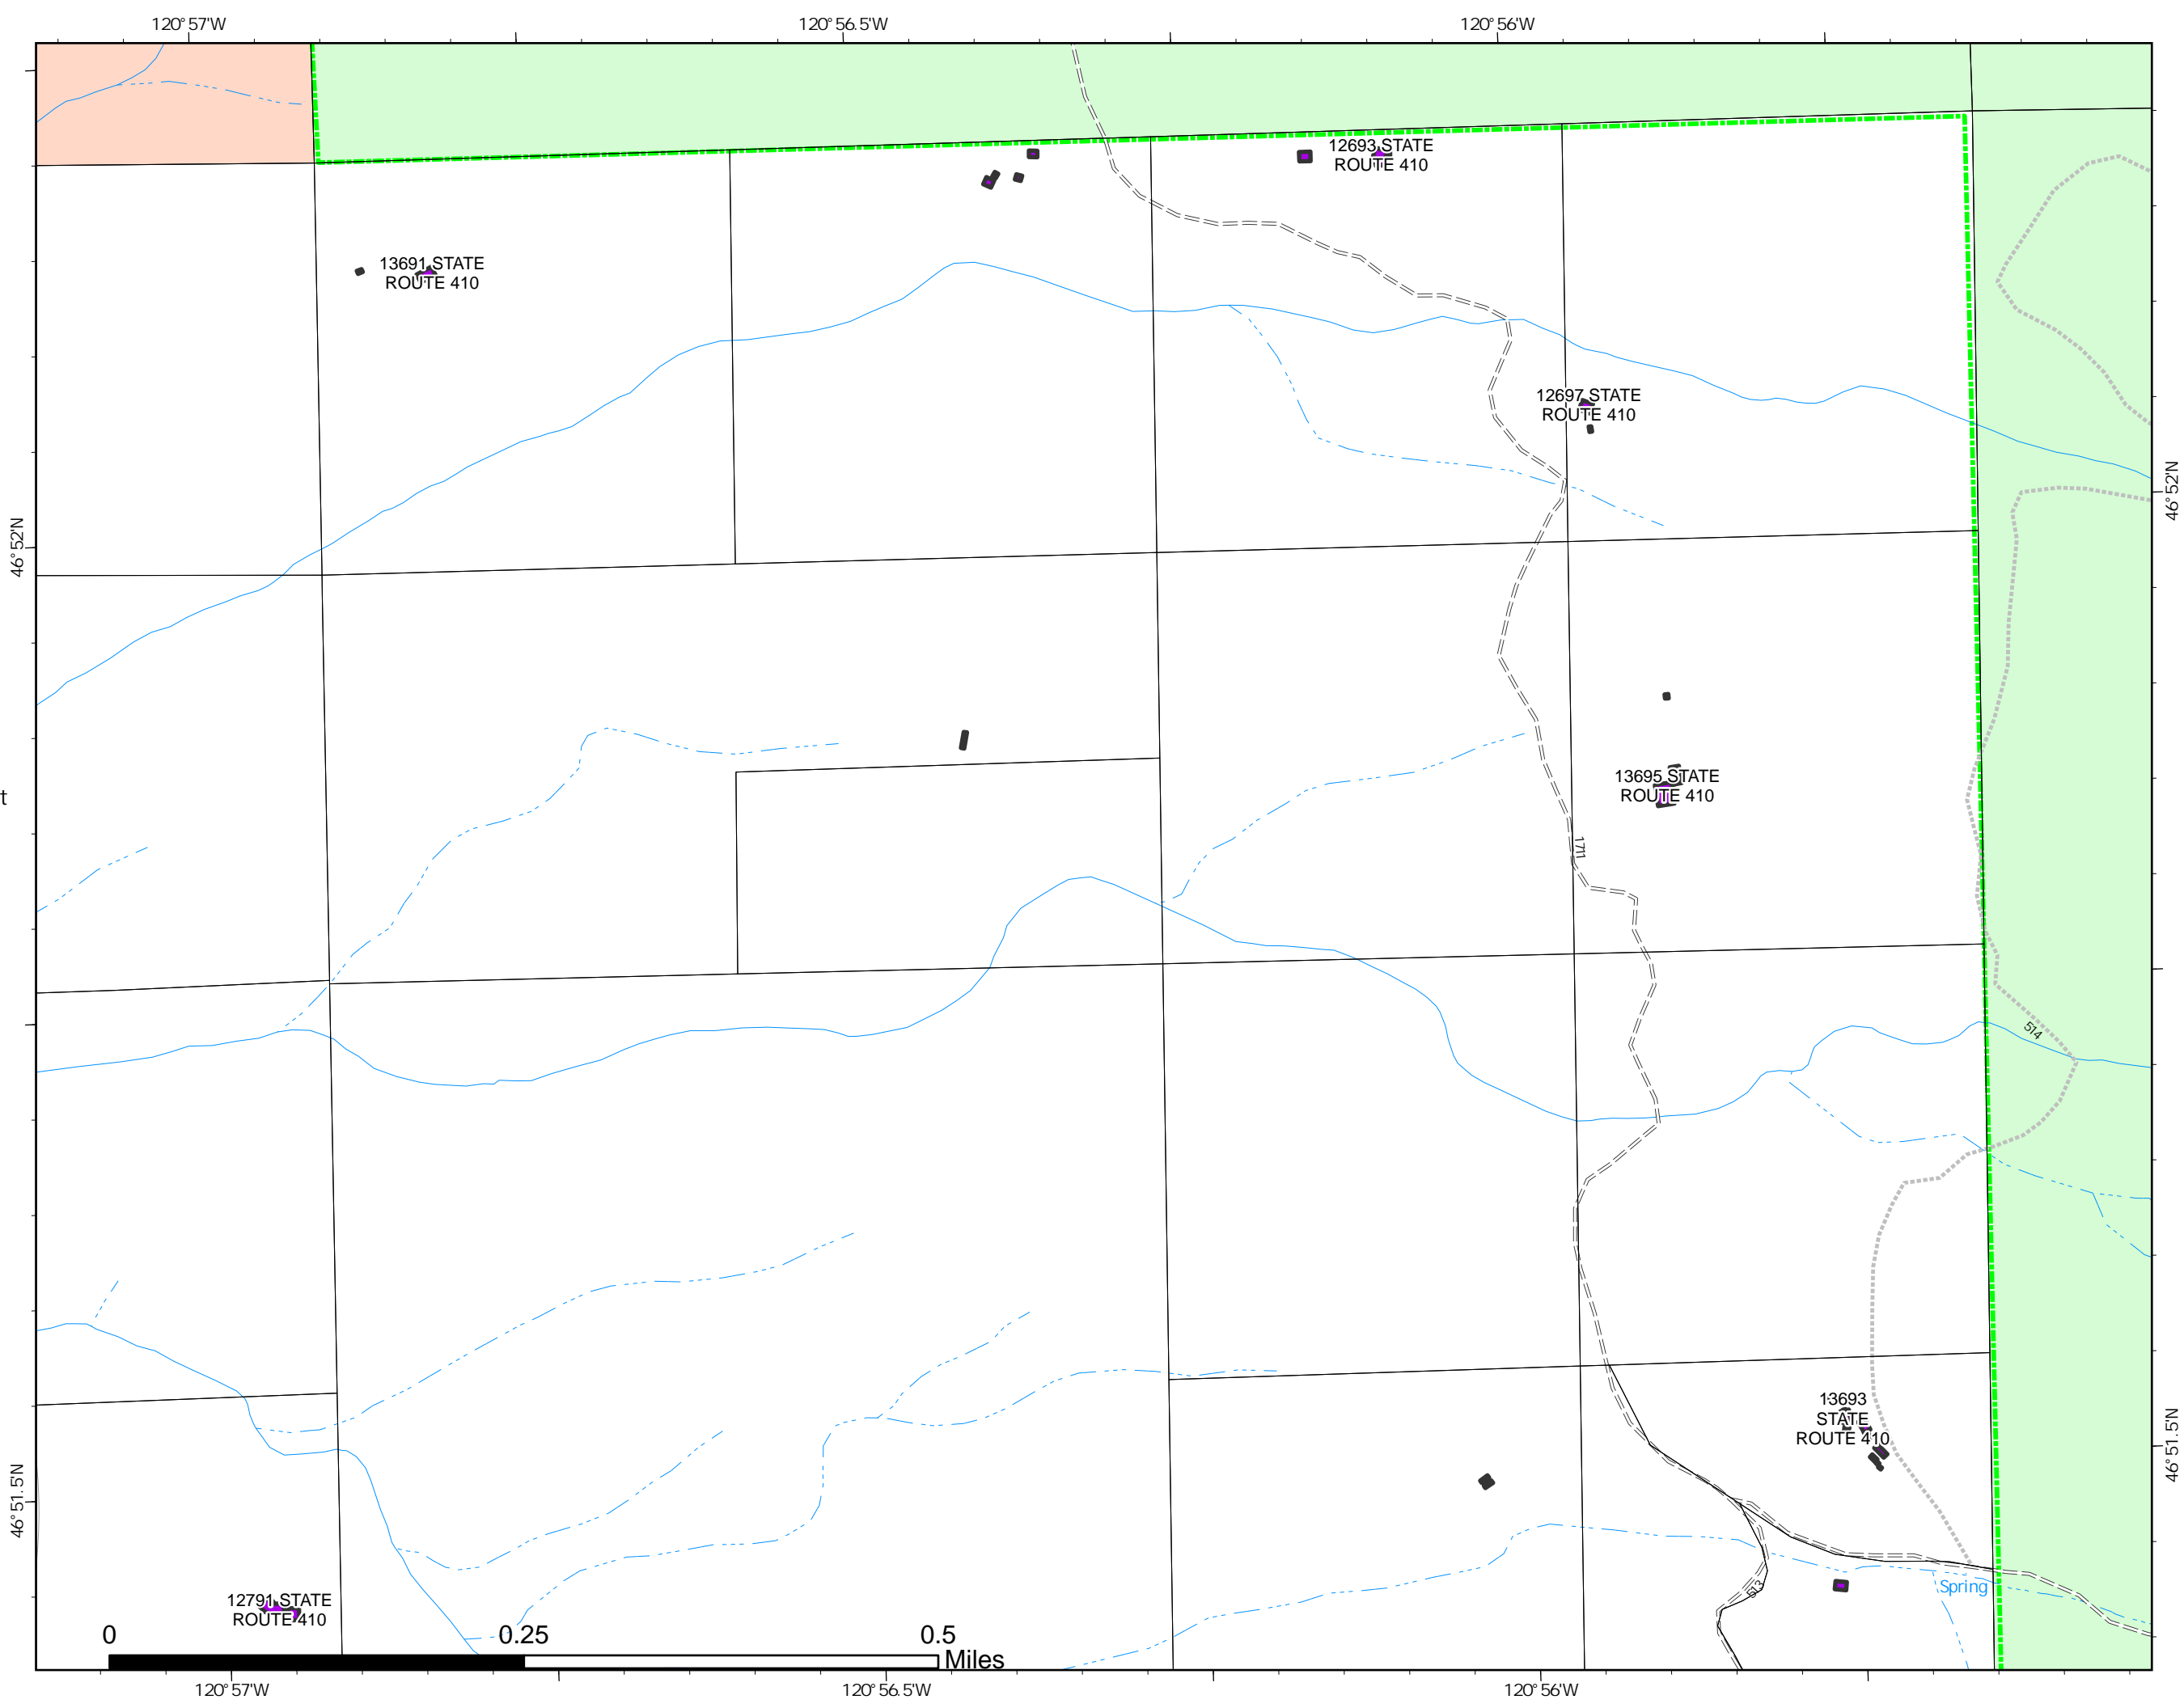 120°57'W
120°56.5'W
120°56'W
12693 STATE
ROUTE 410
13691 STATE
ROUTE 410
12697 STATE
ROUTE 410
46°52'N
46°52'N
13695 STATE
ROUTE 410
t
1711
514
13693
STATE
ROUTE 410
46°51.5'N
46°51.5'N
Spring
513
12791 STATE
ROUTE 410
0
0.25
0.5
Miles
120°57'W
120°56.5'W
120°56'W